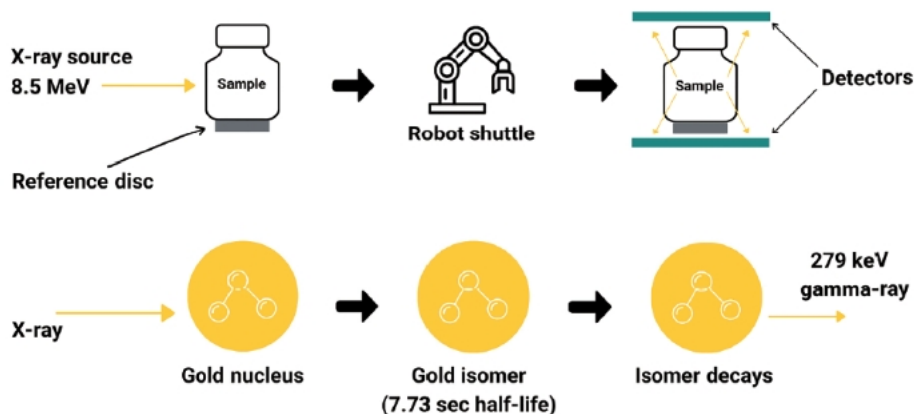 X-ray source
8.5 MeV
Sample
Reference disc
Robot shuttle
Sample
Detectors
X-ray
Gold nucleus
Gold isomer
(7.73 sec half-life)
Isomer decays
279 keV
gamma-ray